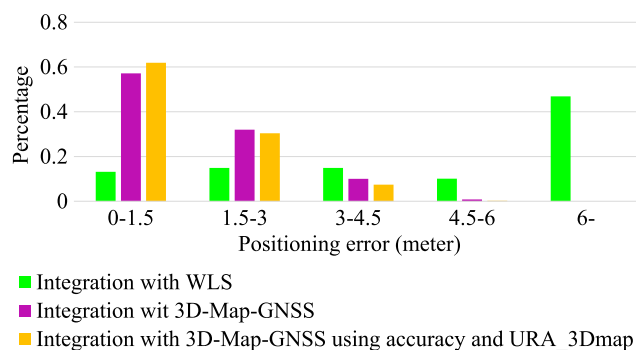 0.8
0.6
0.4
0.2
0
Percentage
0-1.5
1.5-3
3-4.5
4.5-6
6-
Positioning error (meter)
Integration with WLS
Integration wit 3D-Map-GNSS
Integration with 3D-Map-GNSS using accuracy and URA_3Dmap